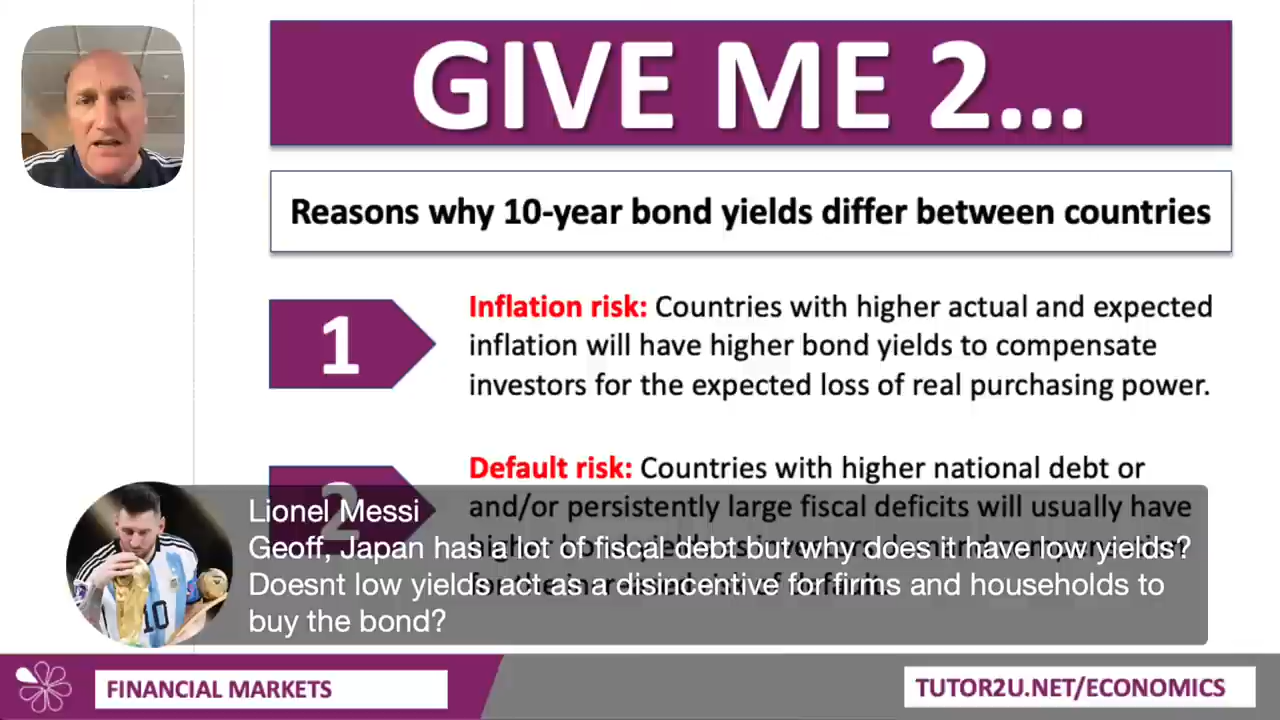 GIVE ME 2...
Reasons why 10-year bond yields differ between countries
1
Inflation risk: Countries with higher actual and expected
inflation will have higher bond yields to compensate
investors for the expected loss of real purchasing power.
2
Default risk: Countries with higher national debt or
and/or persistently large fiscal deficits will usually have
Lionel Messi
Geoff, Japan has a lot of fiscal debt but why does it have low yields?
Doesnt low yields act as a disincentive for firms and households to
buy the bond?
10
FINANCIAL MARKETS
TUTOR2U.NET/ECONOMICS